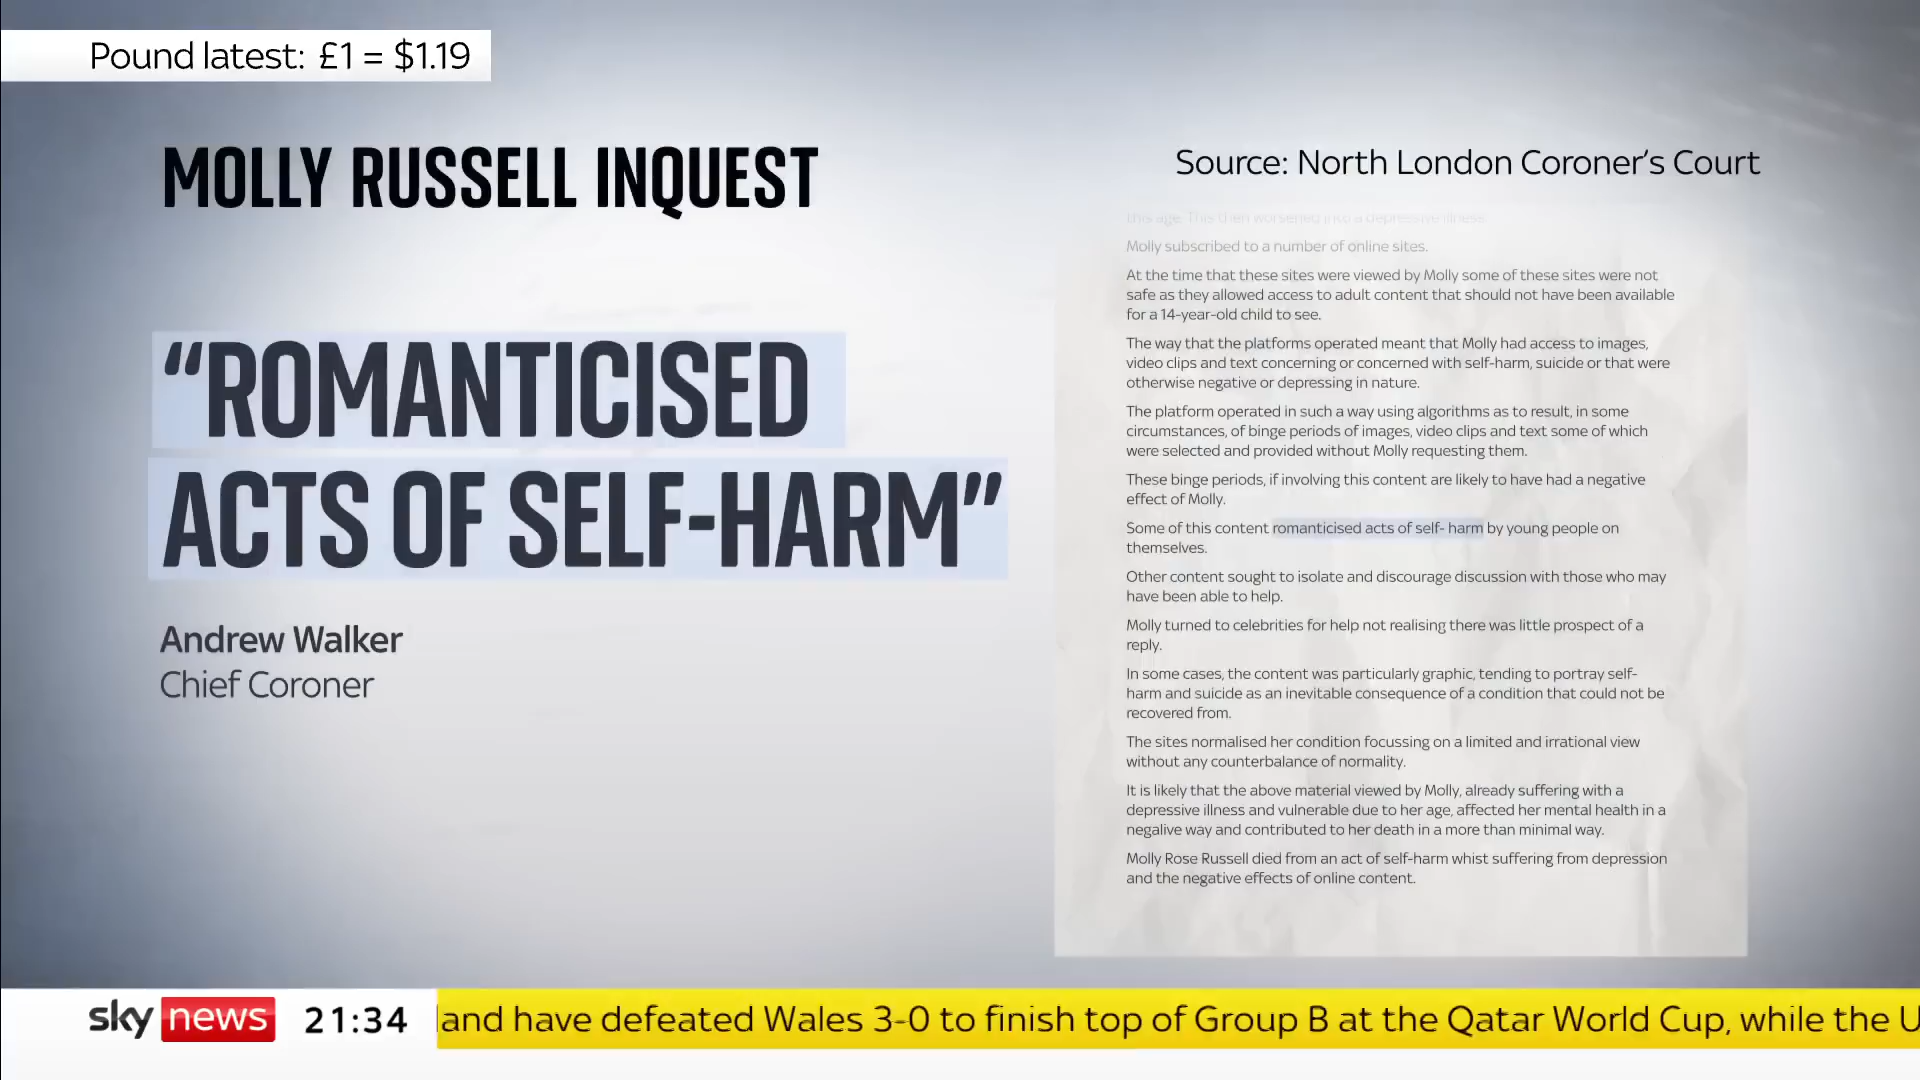 Pound latest: £1 = $1.19
MOLLY RUSSELL INQUEST
“ROMANTICISED
ACTS OF SELF-HARM”
Andrew Walker
Chief Coroner
Source: North London Coroner’s Court
this age. This then worsened into a depressive illness.
Molly subscribed to a number of online sites.
At the time that these sites were viewed by Molly some of these sites were not
safe as they allowed access to adult content that should not have been available
for a 14-year-old child to see.
The way that the platforms operated meant that Molly had access to images,
video clips and text concerning or concerned with self-harm, suicide or that were
otherwise negative or depressing in nature.
The platform operated in such a way using algorithms as to result, in some
circumstances, of binge periods of images, video clips and text some of which
were selected and provided without Molly requesting them.
These binge periods, if involving this content are likely to have had a negative
effect of Molly.
Some of this content romanticised acts of self- harm by young people on
themselves.
Other content sought to isolate and discourage discussion with those who may
have been able to help.
Molly turned to celebrities for help not realising there was little prospect of a
reply.
In some cases, the content was particularly graphic, tending to portray self-
harm and suicide as an inevitable consequence of a condition that could not be
recovered from.
The sites normalised her condition focussing on a limited and irrational view
without any counterbalance of normality.
It is likely that the above material viewed by Molly, already suffering with a
depressive illness and vulnerable due to her age, affected her mental health in a
negalive way and contributed to her death in a more than minimal way.
Molly Rose Russell died from an act of self-harm whist suffering from depression
and the negative effects of online content.
sky news 21:34 and have defeated Wales 3-0 to finish top of Group B at the Qatar World Cup, while the U